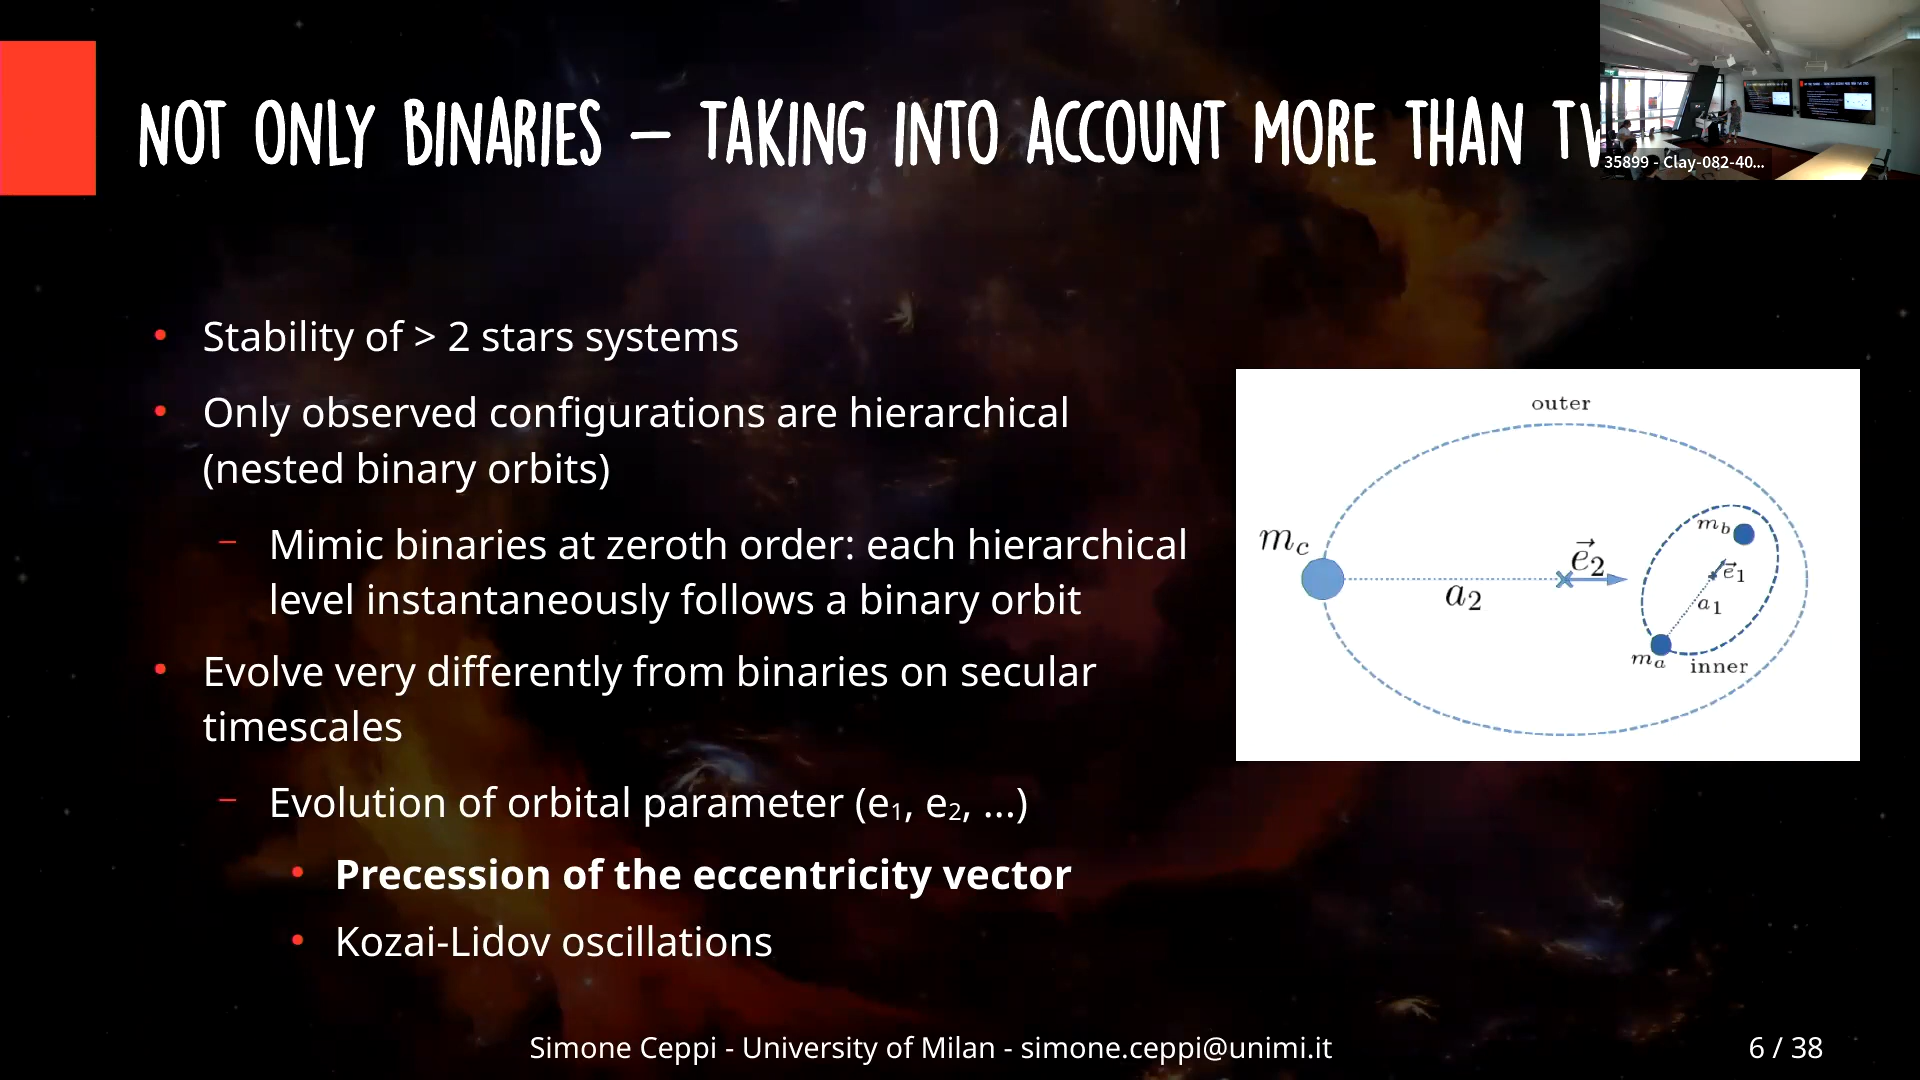 NOT ONLY BINARIES – TAKING INTO ACCOUNT MORE THAN
35899 - Clay-082-40...
• Stability of > 2 stars systems
• Only observed configurations are hierarchical
(nested binary orbits)
– Mimic binaries at zeroth order: each hierarchical
level instantaneously follows a binary orbit
• Evolve very differently from binaries on secular
timescales
– Evolution of orbital parameter (e₁, e₂, ...)
• Precession of the eccentricity vector
• Kozai-Lidov oscillations
outer
m_c
a₂
e⃗₂
m_b
e⃗₁
a₁
m_a
inner
Simone Ceppi - University of Milan - simone.ceppi@unimi.it
6 / 38